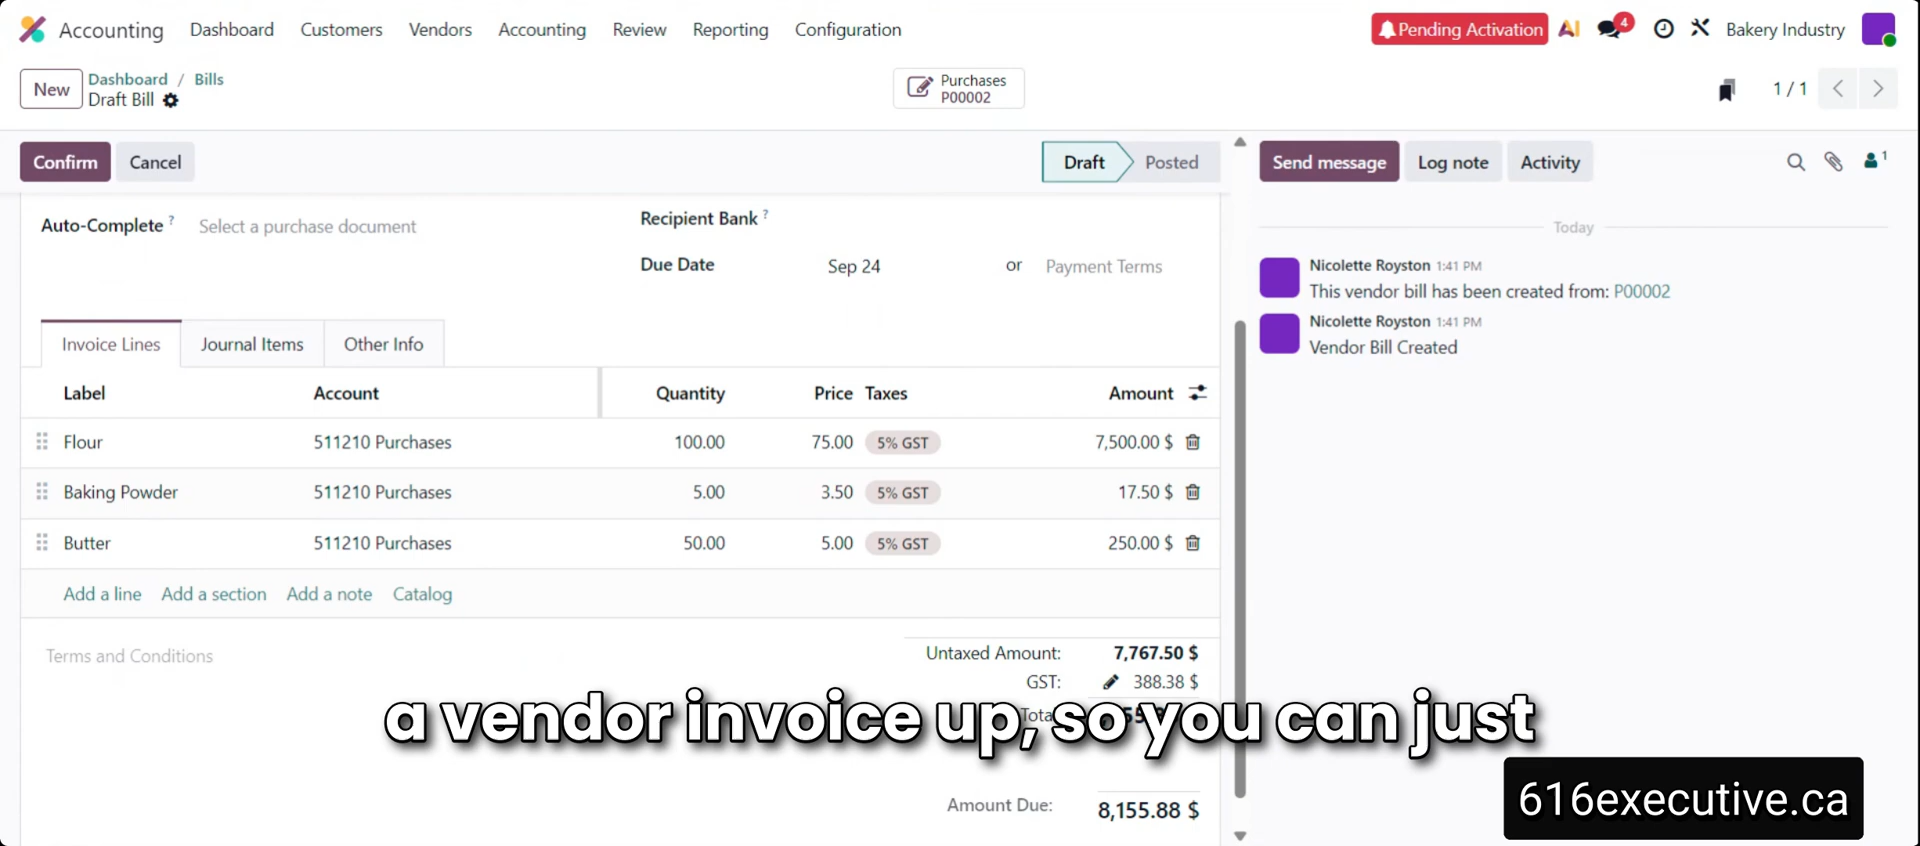 Accounting Dashboard Customers Vendors Accounting Review Reporting Configuration Pending Activation AI 4 Bakery Industry
New Dashboard / Bills Purchases 1 / 1
Draft Bill P00002
Confirm Cancel Draft Posted Send message Log note Activity 1
Auto-Complete ? Select a purchase document Recipient Bank ?
Due Date Sep 24 or Payment Terms
Today
Nicolette Royston 1:41 PM
This vendor bill has been created from: P00002
Nicolette Royston 1:41 PM
Vendor Bill Created
Invoice Lines Journal Items Other Info
Label Account Quantity Price Taxes Amount
Flour 511210 Purchases 100.00 75.00 5% GST 7,500.00 $
Baking Powder 511210 Purchases 5.00 3.50 5% GST 17.50 $
Butter 511210 Purchases 50.00 5.00 5% GST 250.00 $
Add a line Add a section Add a note Catalog
Terms and Conditions
Untaxed Amount: 7,767.50 $
GST: 388.38 $
a vendor invoice up, so you can just
Amount Due: 8,155.88 $
616executive.ca